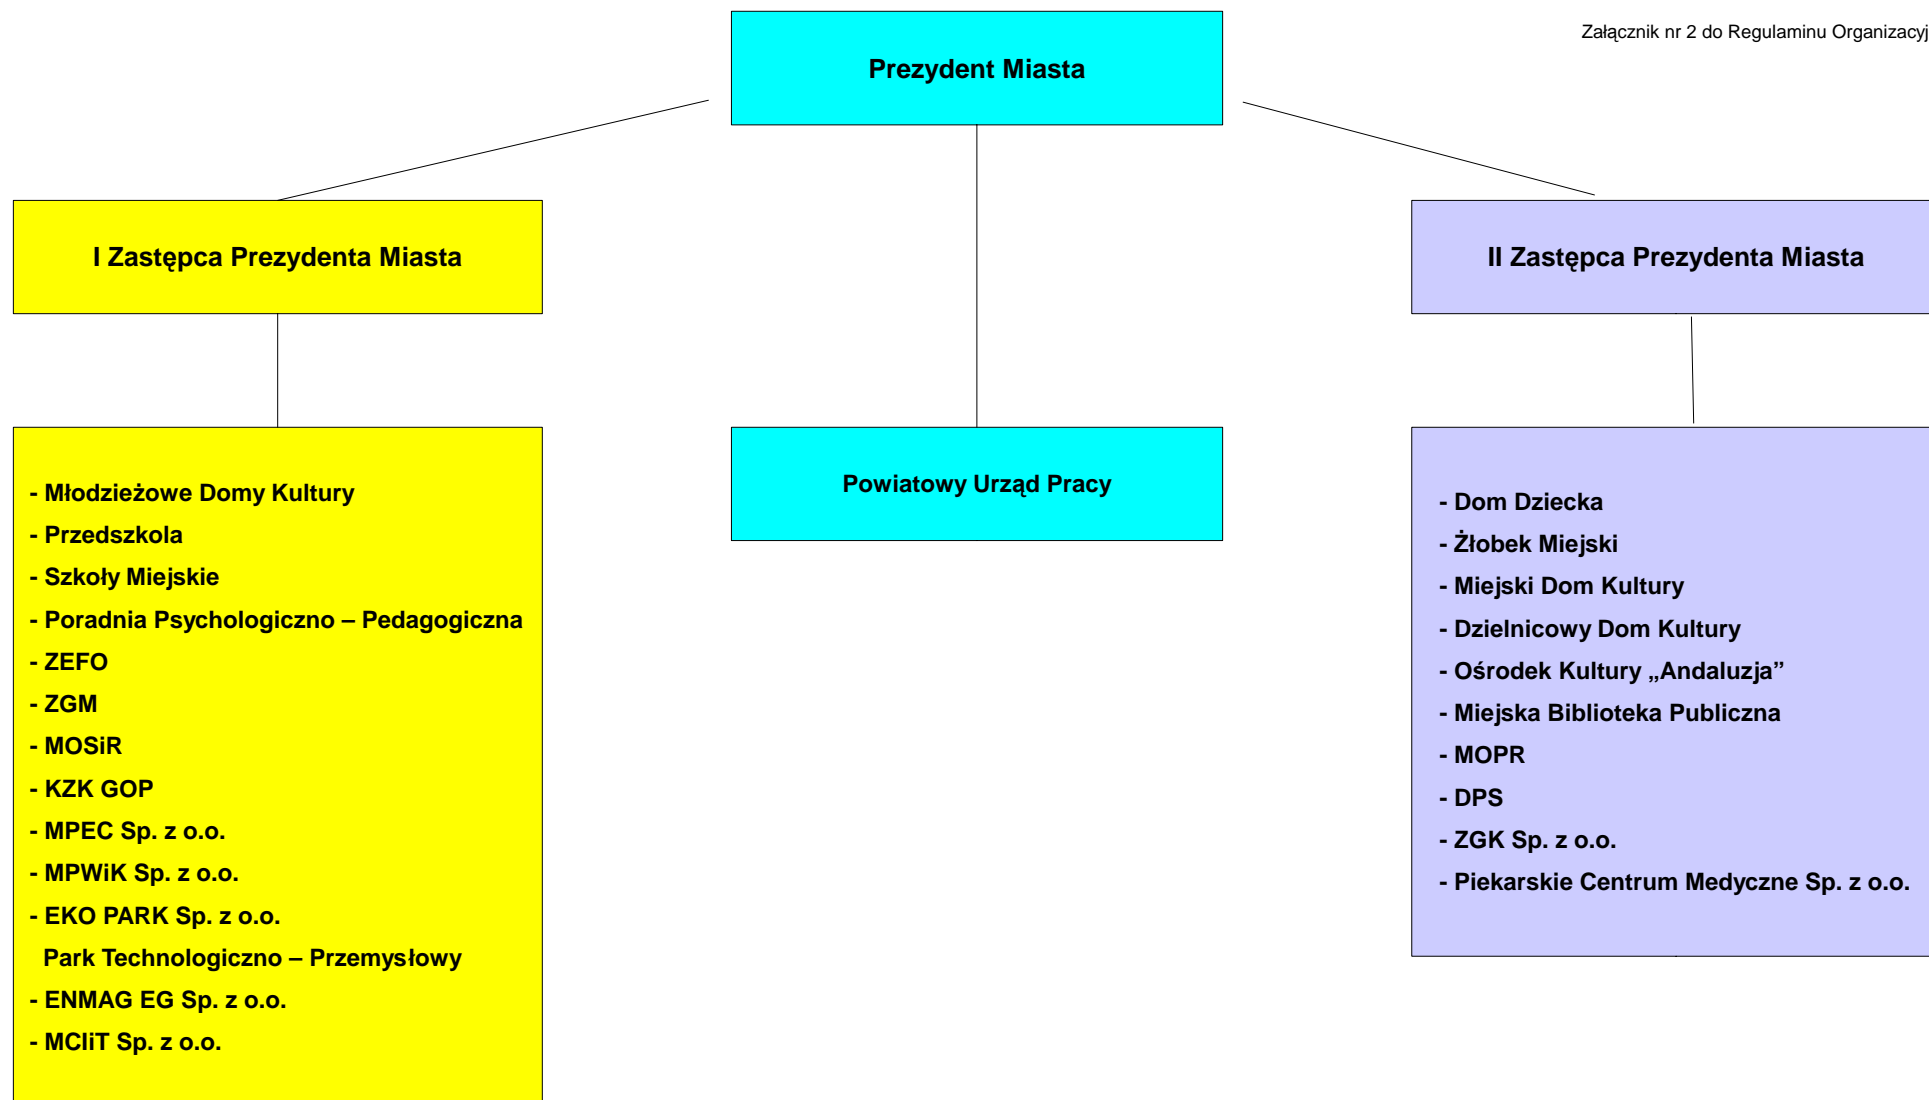 Załącznik nr 2 do Regulaminu Organizacyj
Prezydent Miasta
I Zastępca Prezydenta Miasta
II Zastępca Prezydenta Miasta
- Młodzieżowe Domy Kultury
- Przedszkola
- Szkoły Miejskie
- Poradnia Psychologiczno – Pedagogiczna
- ZEFO
- ZGM
- MOSiR
- KZK GOP
- MPEC Sp. z o.o.
- MPWiK Sp. z o.o.
- EKO PARK Sp. z o.o.
Park Technologiczno – Przemysłowy
- ENMAG EG Sp. z o.o.
- MCIiT Sp. z o.o.
Powiatowy Urząd Pracy
- Dom Dziecka
- Żłobek Miejski
- Miejski Dom Kultury
- Dzielnicowy Dom Kultury
- Ośrodek Kultury „Andaluzja”
- Miejska Biblioteka Publiczna
- MOPR
- DPS
- ZGK Sp. z o.o.
- Piekarskie Centrum Medyczne Sp. z o.o.